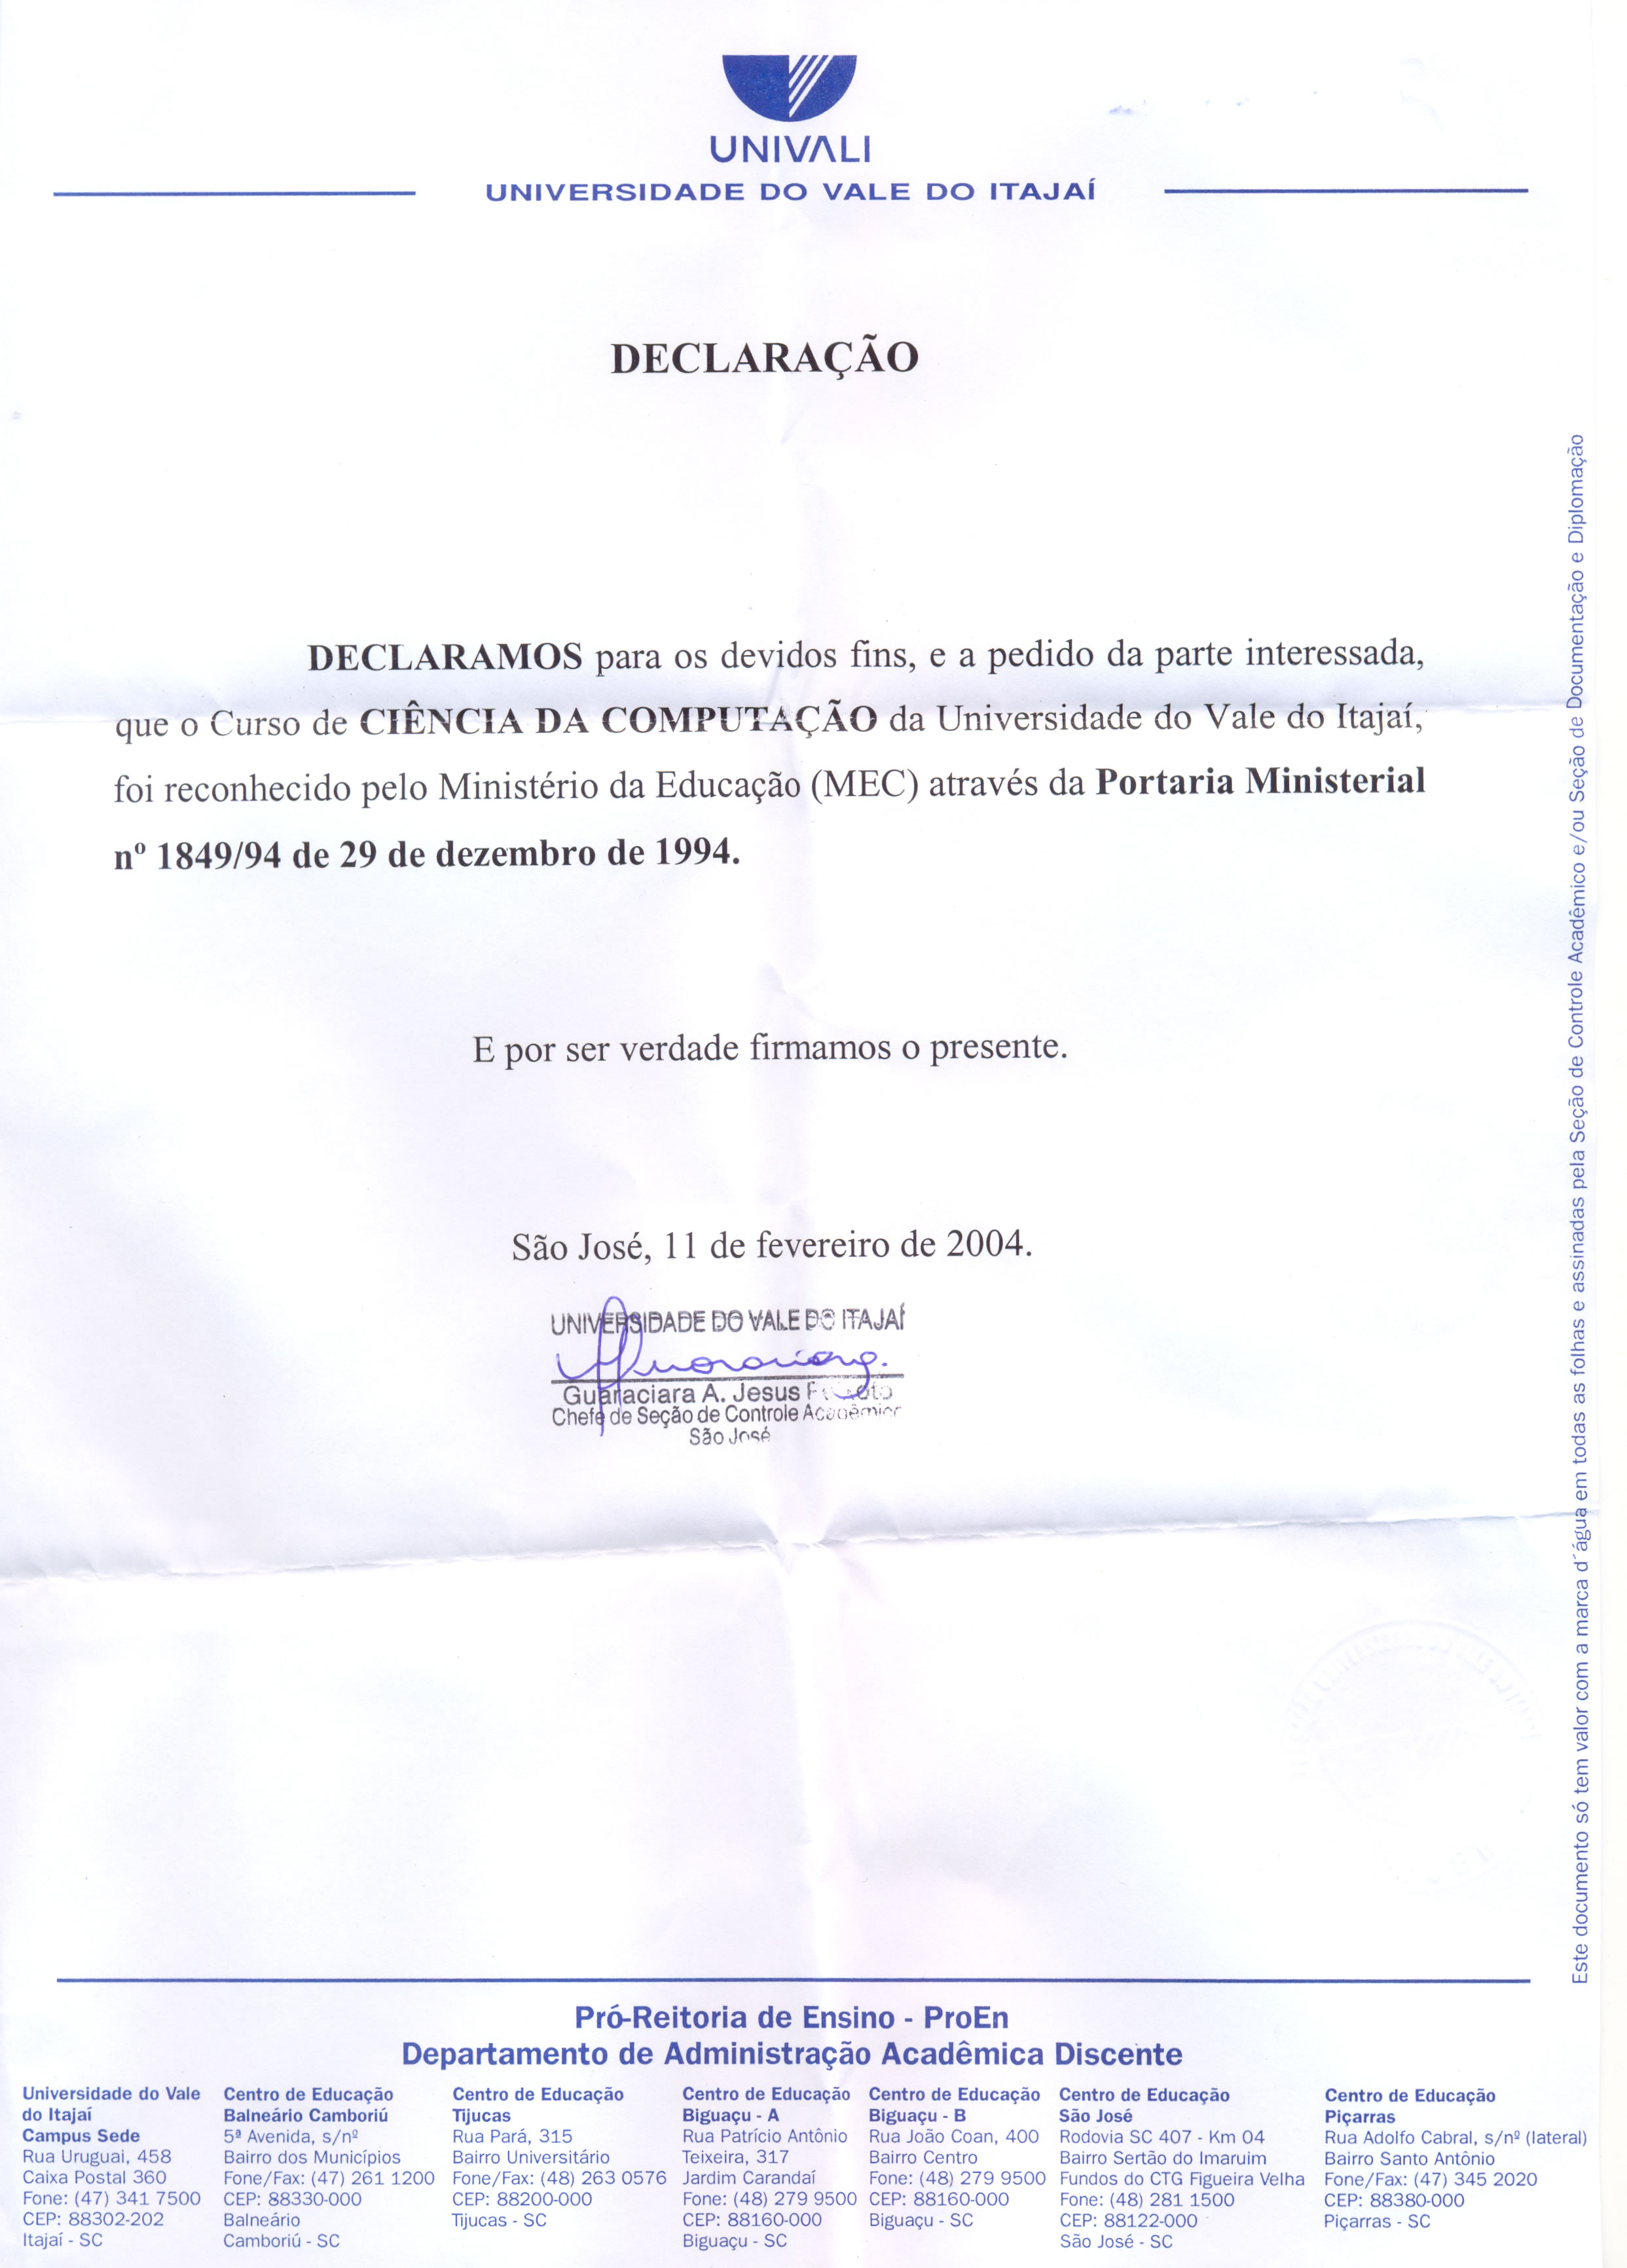 UNIVALI
UNIVERSIDADE DO VALE DO ITAJAÍ
DECLARAÇÃO
DECLARAMOS para os devidos fins, e a pedido da parte interessada,
que o Curso de CIÊNCIA DA COMPUTAÇÃO da Universidade do Vale do Itajaí,
foi reconhecido pelo Ministério da Educação (MEC) através da Portaria Ministerial
nº 1849/94 de 29 de dezembro de 1994.
E por ser verdade firmamos o presente.
São José, 11 de fevereiro de 2004.
UNIVERSIDADE DO VALE DO ITAJAÍ
Guaraciara A. Jesus
Chefe de Seção de Controle Acadêmico
São José
Este documento só tem valor com a marca d´água em todas as folhas e assinadas pela Seção de Controle Acadêmico e/ou Seção de Documentação e Diplomação
Pró-Reitoria de Ensino - ProEn
Departamento de Administração Acadêmica Discente
Universidade do Vale
do Itajaí
Campus Sede
Rua Uruguai, 458
Caixa Postal 360
Fone: (47) 341 7500
CEP: 88302-202
Itajaí - SC
Centro de Educação
Balneário Camboriú
5ª Avenida, s/nº
Bairro dos Municípios
Fone/Fax: (47) 261 1200
CEP: 88330-000
Balneário
Camboriú - SC
Centro de Educação
Tijucas
Rua Pará, 315
Bairro Universitário
Fone/Fax: (48) 263 0576
CEP: 88200-000
Tijucas - SC
Centro de Educação
Biguaçu - A
Rua Patrício Antônio
Teixeira, 317
Jardim Carandaí
Fone: (48) 279 9500
CEP: 88160-000
Biguaçu - SC
Centro de Educação
Biguaçu - B
Rua João Coan, 400
Bairro Centro
Fone: (48) 279 9500
CEP: 88160-000
Biguaçu - SC
Centro de Educação
São José
Rodovia SC 407 - Km 04
Bairro Sertão do Imaruim
Fundos do CTG Figueira Velha
Fone: (48) 281 1500
CEP: 88122-000
São José - SC
Centro de Educação
Piçarras
Rua Adolfo Cabral, s/nº (lateral)
Bairro Santo Antônio
Fone/Fax: (47) 345 2020
CEP: 88380-000
Piçarras - SC